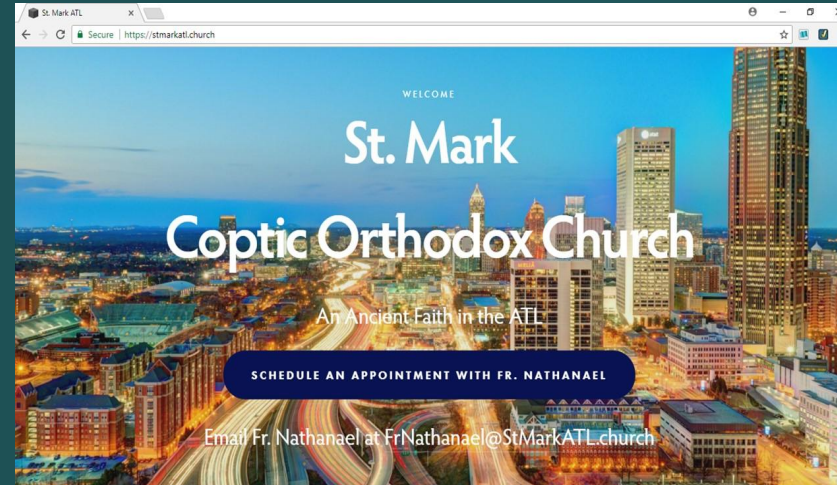 St. Mark ATL
Secure | https://stmarkatl.church
WELCOME
St. Mark
Coptic Orthodox Church
An Ancient Faith in the ATL
SCHEDULE AN APPOINTMENT WITH FR. NATHANAEL
Email Fr. Nathanael at FrNathanael@StMarkATL.church
at&t